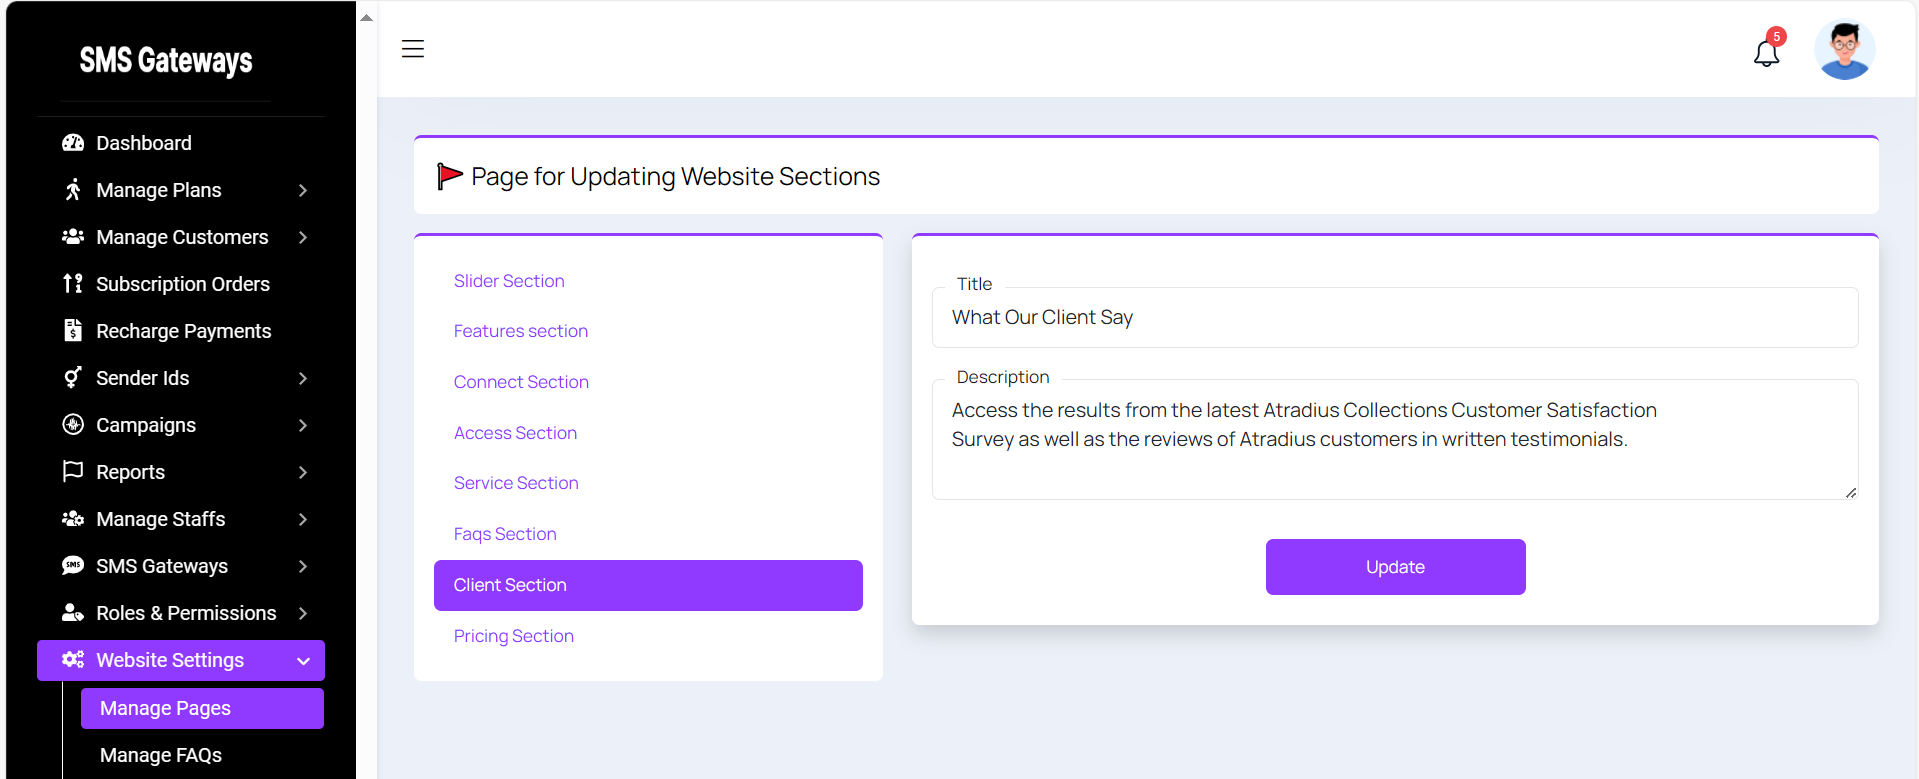 SMS Gateways
Dashboard
Manage Plans
Manage Customers
Subscription Orders
Recharge Payments
Sender Ids
Campaigns
Reports
Manage Staffs
SMS
SMS Gateways
Roles & Permissions
Website Settings
Manage Pages
Manage FAQs
5
Page for Updating Website Sections
Slider Section
Features section
Connect Section
Access Section
Service Section
Faqs Section
Client Section
Pricing Section
Title
What Our Client Say
Description
Access the results from the latest Atradius Collections Customer Satisfaction
Survey as well as the reviews of Atradius customers in written testimonials.
Update